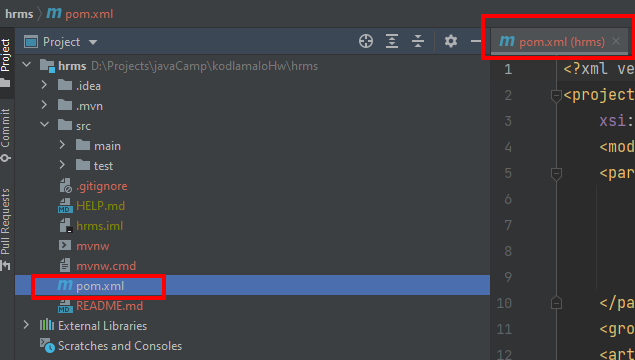 hrms pom.xml
Project
m pom.xml (hrms)
hrms D:\Projects\javaCamp\kodlamaIoHw\hrms
.idea
.mvn
src
main
test
.gitignore
HELP.md
hrms.iml
mvnw
mvnw.cmd
m pom.xml
README.md
External Libraries
Scratches and Consoles
Project
Commit
Pull Requests
1 <?xml ve
2 <project
3 xsi:
4 <mod
5 <par
6
7
8
9
10 </pa
11 <gro
12 <art